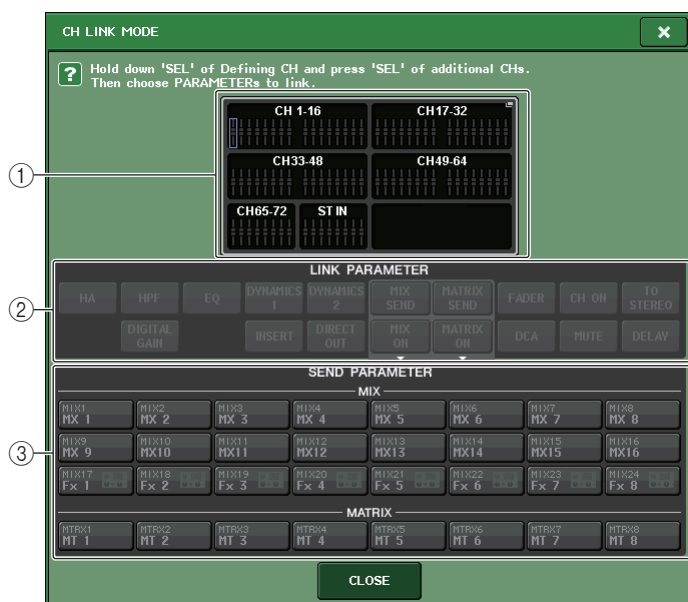 CH LINK MODE
×
? Hold down 'SEL' of Defining CH and press 'SEL' of additional CHs.
Then choose PARAMETERs to link.
1
CH 1-16 CH17-32
CH33-48 CH49-64
CH65-72 ST IN
2
LINK PARAMETER
HA HPF EQ DYNAMICS 1 DYNAMICS 2 MIX SEND MATRIX SEND FADER CH ON TO STEREO
DIGITAL GAIN INSERT DIRECT OUT MIX ON MATRIX ON DCA MUTE DELAY
3
SEND PARAMETER
MIX
MIX1 MIX2 MIX3 MIX4 MIX5 MIX6 MIX7 MIX8
MX 1 MX 2 MX 3 MX 4 MX 5 MX 6 MX 7 MX 8
MIX9 MIX10 MIX11 MIX12 MIX13 MIX14 MIX15 MIX16
MX 9 MX10 MX11 MX12 MX13 MX14 MX15 MX16
MIX17 MIX18 MIX19 MIX20 MIX21 MIX22 MIX23 MIX24
Fx 1 Fx 2 Fx 3 Fx 4 Fx 5 Fx 6 Fx 7 Fx 8
MATRIX
MTRX1 MTRX2 MTRX3 MTRX4 MTRX5 MTRX6 MTRX7 MTRX8
MT 1 MT 2 MT 3 MT 4 MT 5 MT 6 MT 7 MT 8
CLOSE